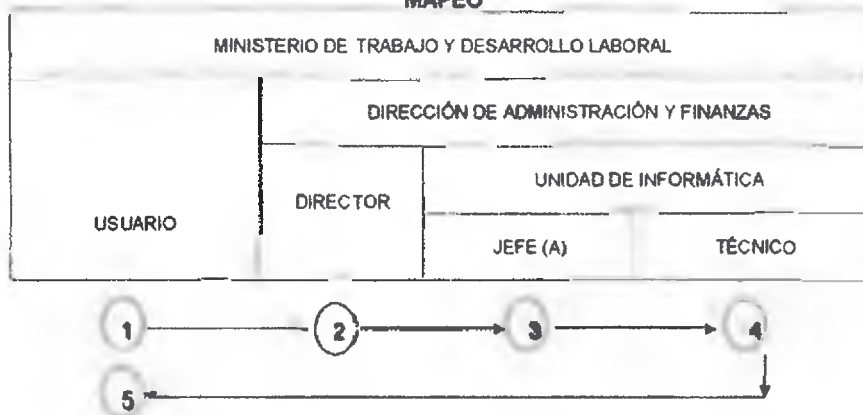 MAPEO
MINISTERIO DE TRABAJO Y DESARROLLO LABORAL
DIRECCIÓN DE ADMINISTRACIÓN Y FINANZAS
USUARIO
DIRECTOR
UNIDAD DE INFORMÁTICA
JEFE (A)
TÉCNICO
1 2 3 4
5